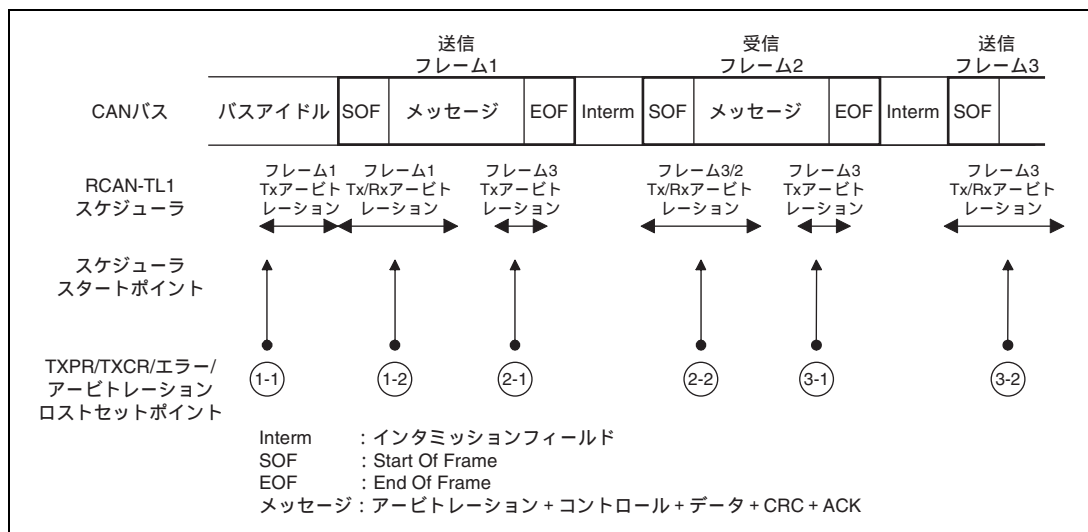 送信
フレーム1
受信
フレーム2
送信
フレーム3
CANバス
バスアイドル SOF メッセージ EOF Interm SOF メッセージ EOF Interm SOF
RCAN-TL1
スケジューラ
フレーム1
Txアービト
レーション
フレーム1
Tx/Rxアービト
レーション
フレーム3
Txアービト
レーション
フレーム3/2
Tx/Rxアービト
レーション
フレーム3
Txアービト
レーション
フレーム3
Tx/Rxアービト
レーション
スケジューラ
スタートポイント
TXPR/TXCR/エラー/
アービトレーション
ロストセットポイント
1-1 1-2 2-1 2-2 3-1 3-2
Interm :インタミッションフィールド
SOF :Start Of Frame
EOF :End Of Frame
メッセージ:アービトレーション+コントロール+データ+CRC+ACK